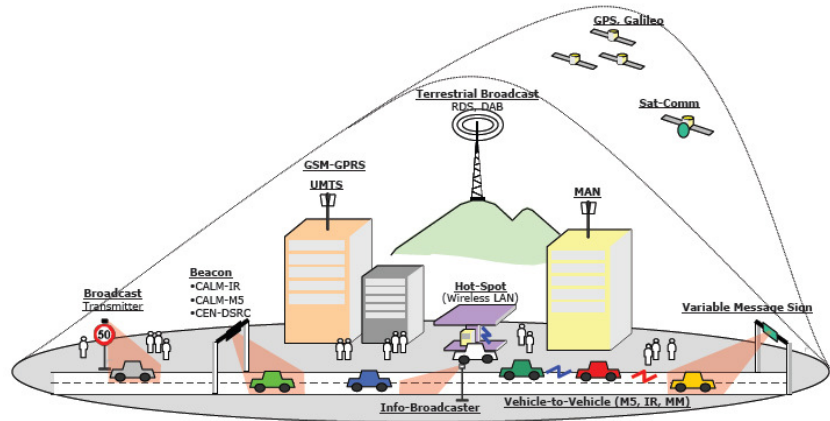 GPS, Galileo
Sat-Comm
Terrestrial Broadcast
RDS, DAB
GSM-GPRS
UMTS
MAN
Beacon
•CALM-IR
•CALM-M5
•CEN-DSRC
Broadcast
Transmitter
Hot-Spot
(Wireless LAN)
Variable Message Sign
50
Info-Broadcaster
Vehicle-to-Vehicle (M5, IR, MM)